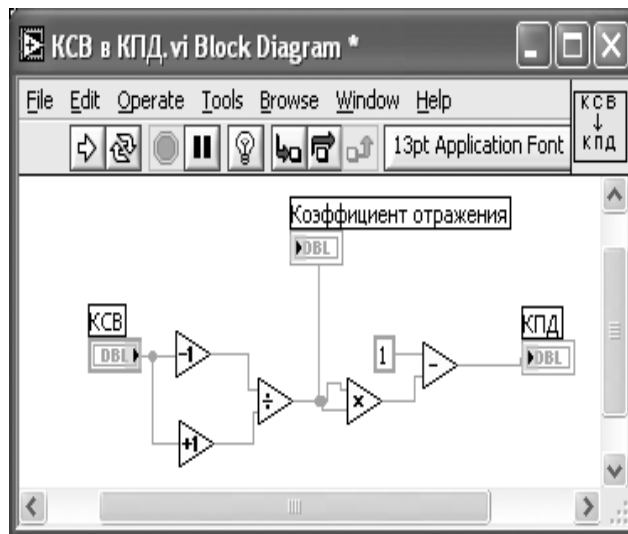 КСВ в КПД.vi Block Diagram *
File Edit Operate Tools Browse Window Help
КСВ
↓
КПД
13pt Application Font
Коэффициент отражения
DBL
КСВ
DBL
-1
+1
÷
x
1
-
КПД
DBL